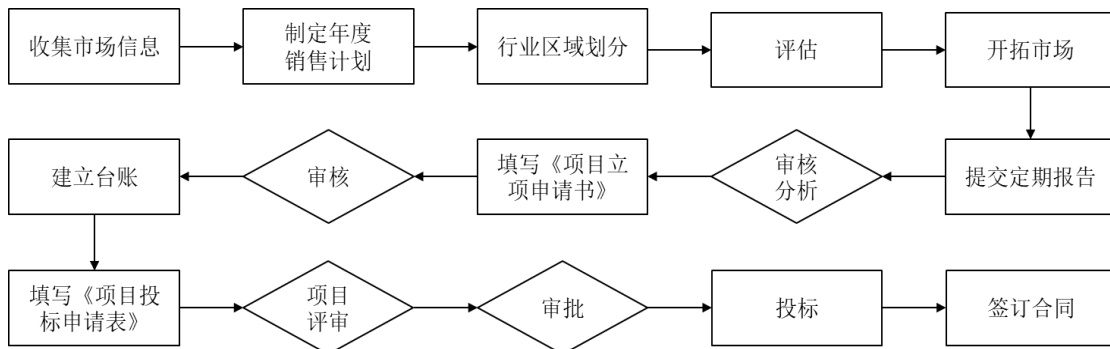 收集市场信息
制定年度
销售计划
行业区域划分
评估
开拓市场
提交定期报告
审核
分析
填写《项目立
项申请书》
审核
建立台账
填写《项目投
标申请表》
项目
评审
审批
投标
签订合同